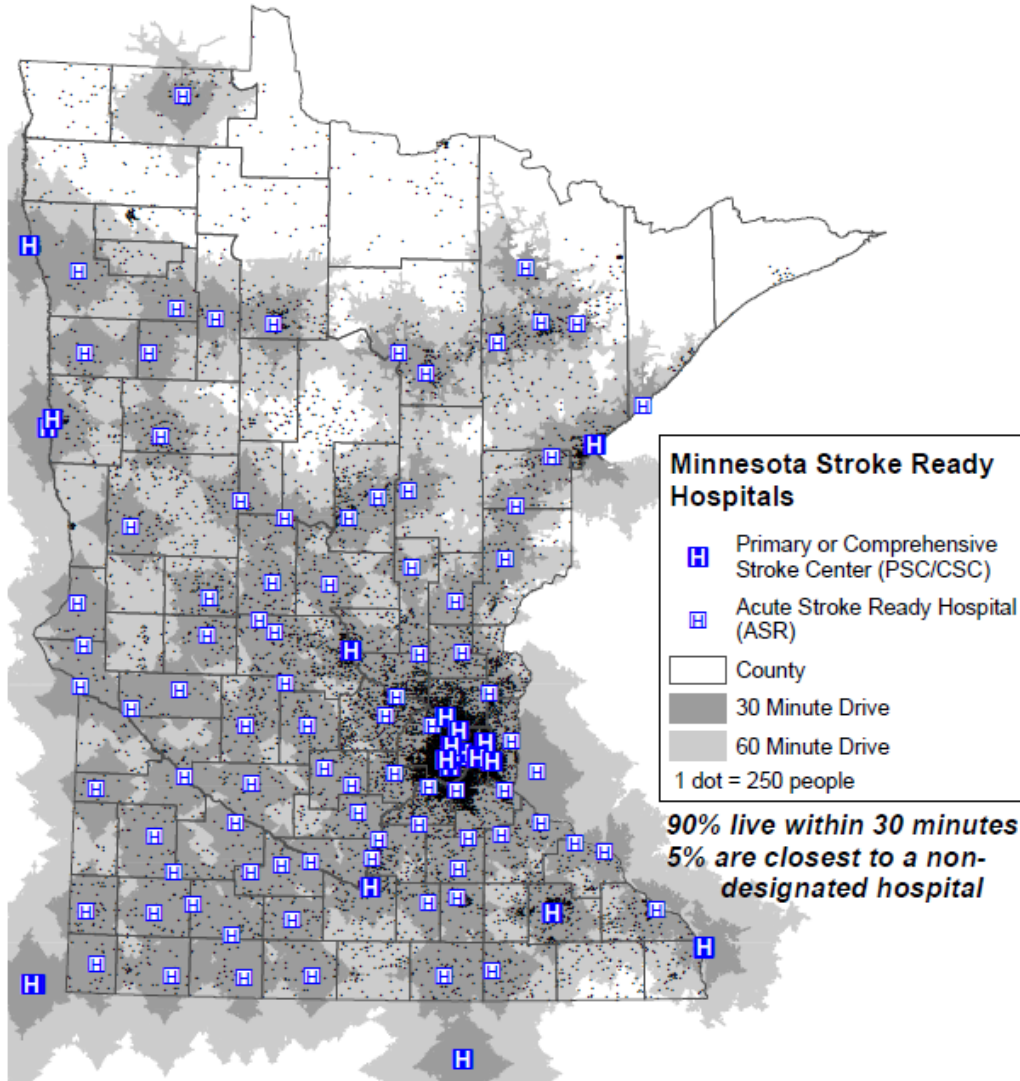 Minnesota Stroke Ready
Hospitals
H Primary or Comprehensive
Stroke Center (PSC/CSC)
H Acute Stroke Ready Hospital
(ASR)
County
30 Minute Drive
60 Minute Drive
1 dot = 250 people
90% live within 30 minutes
5% are closest to a non-
designated hospital